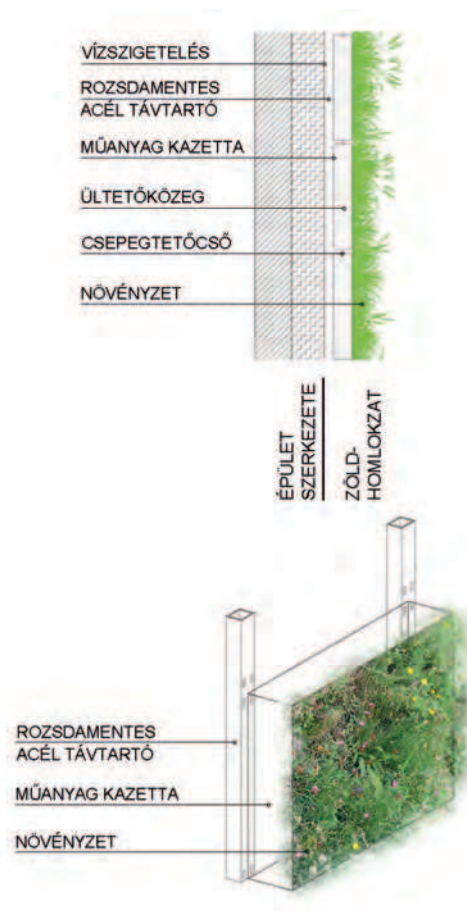 VÍZSZIGETELÉS
ROZSDAMENTES
ACÉL TÁVTARTÓ
MŰANYAG KAZETTA
ÜLTETŐKÖZEG
CSEPEGTETŐCSŐ
NÖVÉNYZET
ÉPÜLET
SZERKEZETE
ZÖLD-
HOMLOKZAT
ROZSDAMENTES
ACÉL TÁVTARTÓ
MŰANYAG KAZETTA
NÖVÉNYZET